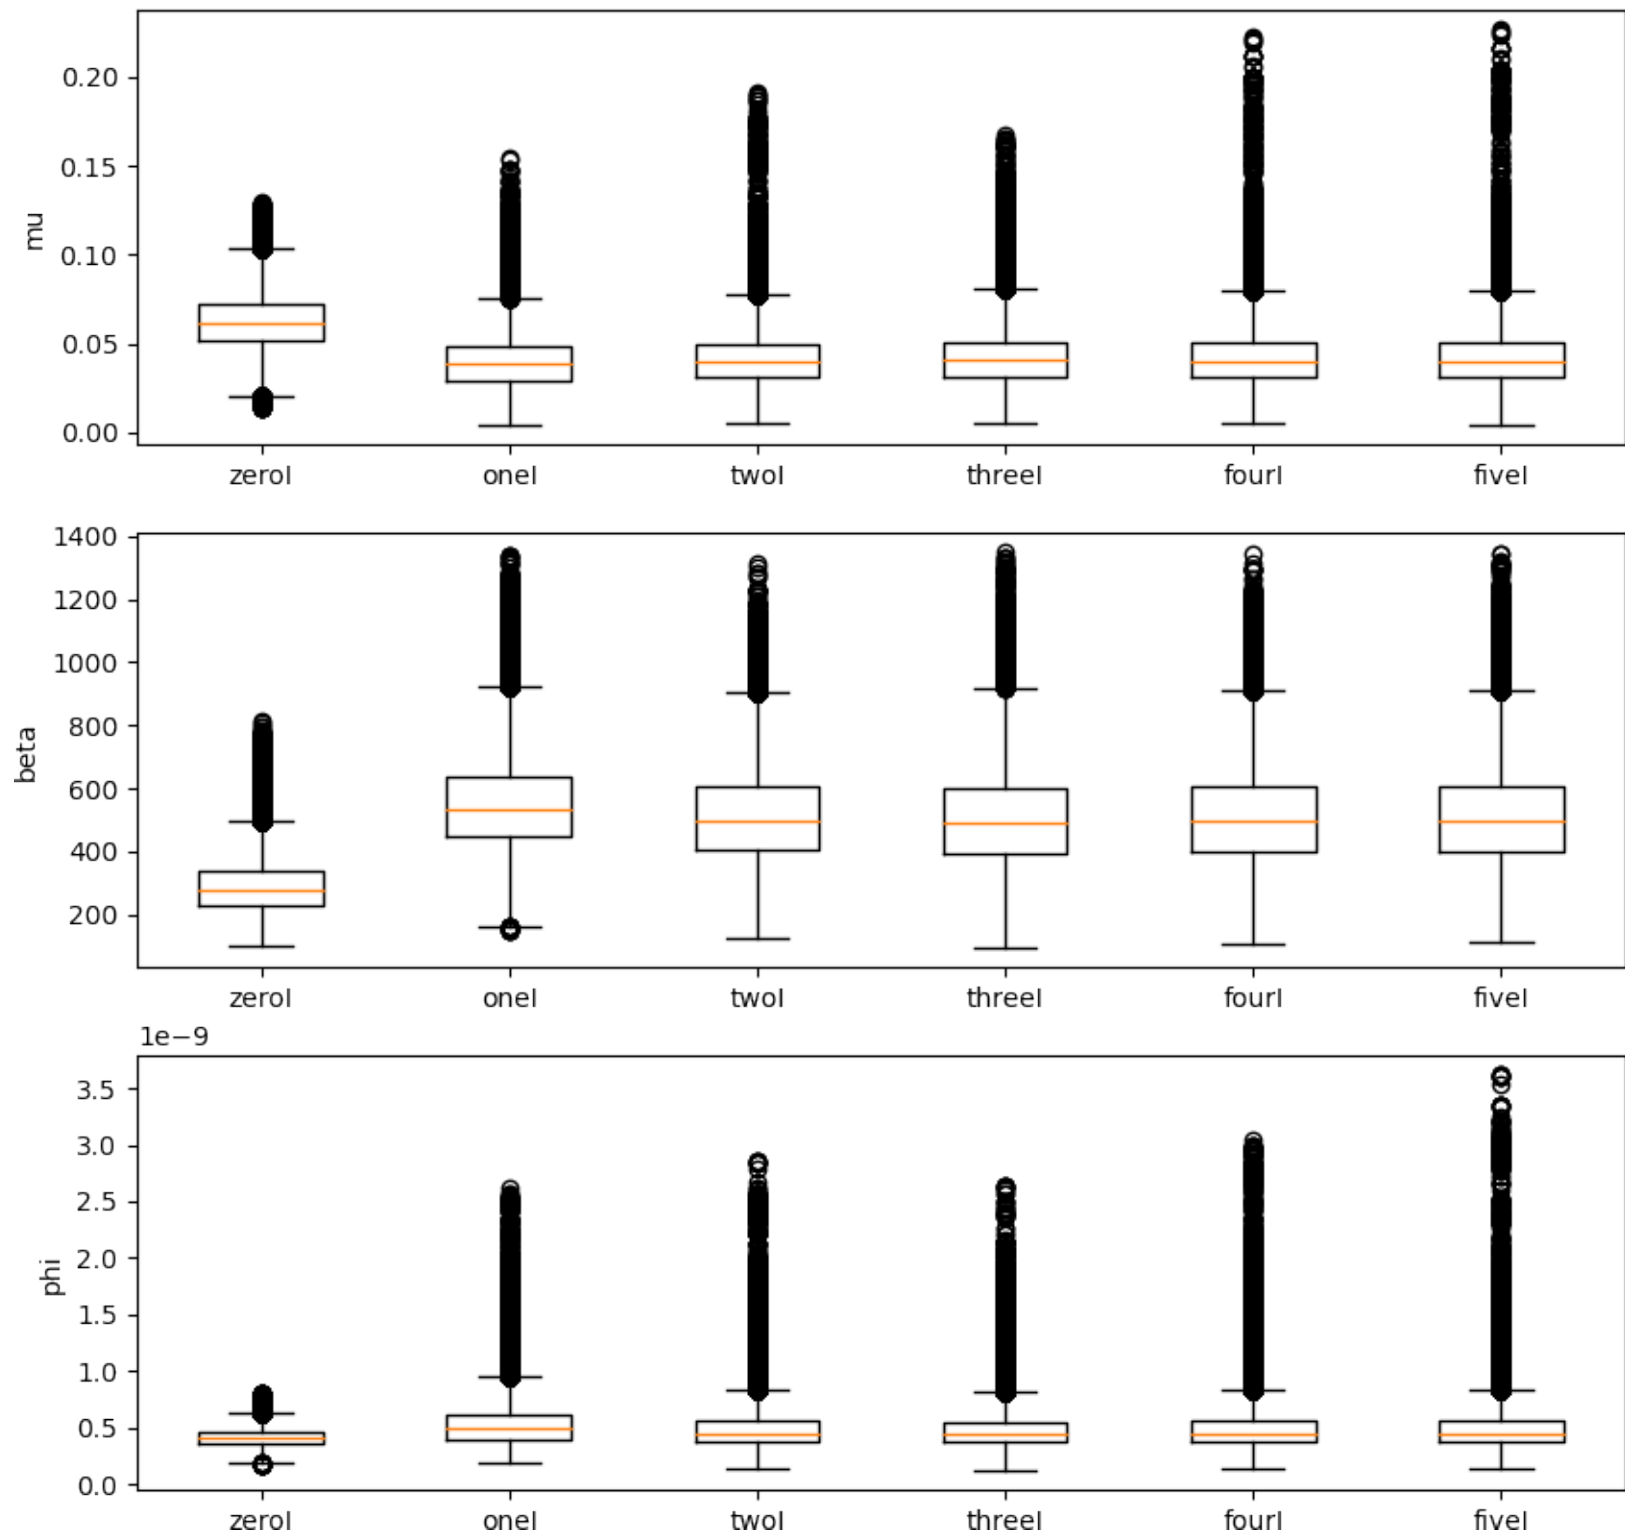 0.20
0.15
0.10
0.05
0.00
mu
zeroI oneI twoI threeI fourI fiveI
1400
1200
1000
800
600
400
200
beta
zeroI oneI twoI threeI fourI fiveI
1e−9
3.5
3.0
2.5
2.0
1.5
1.0
0.5
0.0
phi
zeroI oneI twoI threeI fourI fiveI